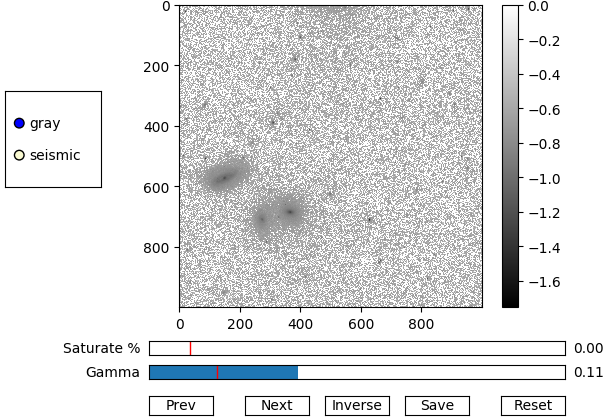 0
200
400
600
800
0 200 400 600 800
0.0
−0.2
−0.4
−0.6
−0.8
−1.0
−1.2
−1.4
−1.6
gray
seismic
Saturate % 0.00
Gamma 0.11
Prev Next Inverse Save Reset